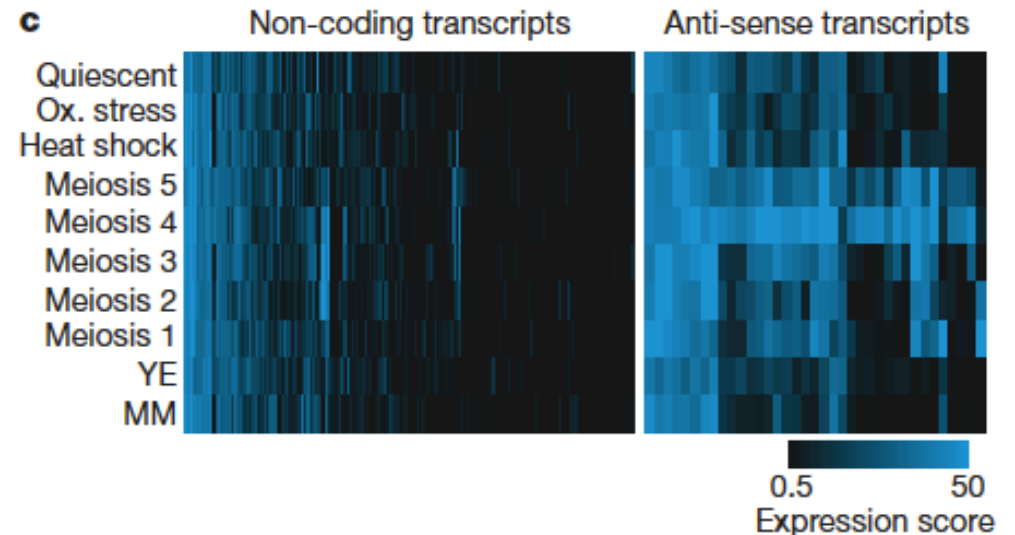 c
Non-coding transcripts
Anti-sense transcripts
Quiescent
Ox. stress
Heat shock
Meiosis 5
Meiosis 4
Meiosis 3
Meiosis 2
Meiosis 1
YE
MM
0.5 50
Expression score